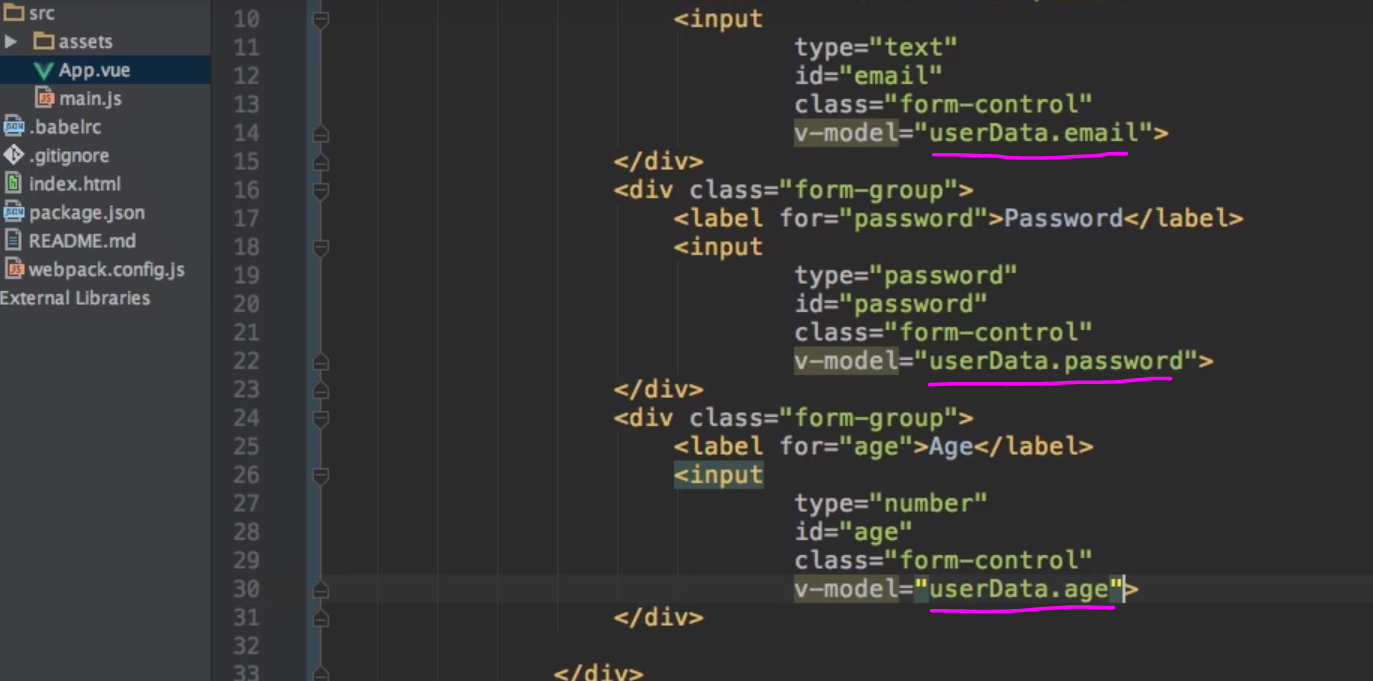 src
assets
App.vue
main.js
.babelrc
.gitignore
index.html
package.json
README.md
webpack.config.js
External Libraries
10 <input
11 type="text"
12 id="email"
13 class="form-control"
14 v-model="userData.email">
15 </div>
16 <div class="form-group">
17 <label for="password">Password</label>
18 <input
19 type="password"
20 id="password"
21 class="form-control"
22 v-model="userData.password">
23 </div>
24 <div class="form-group">
25 <label for="age">Age</label>
26 <input
27 type="number"
28 id="age"
29 class="form-control"
30 v-model="userData.age">
31 </div>
32
33 </div>